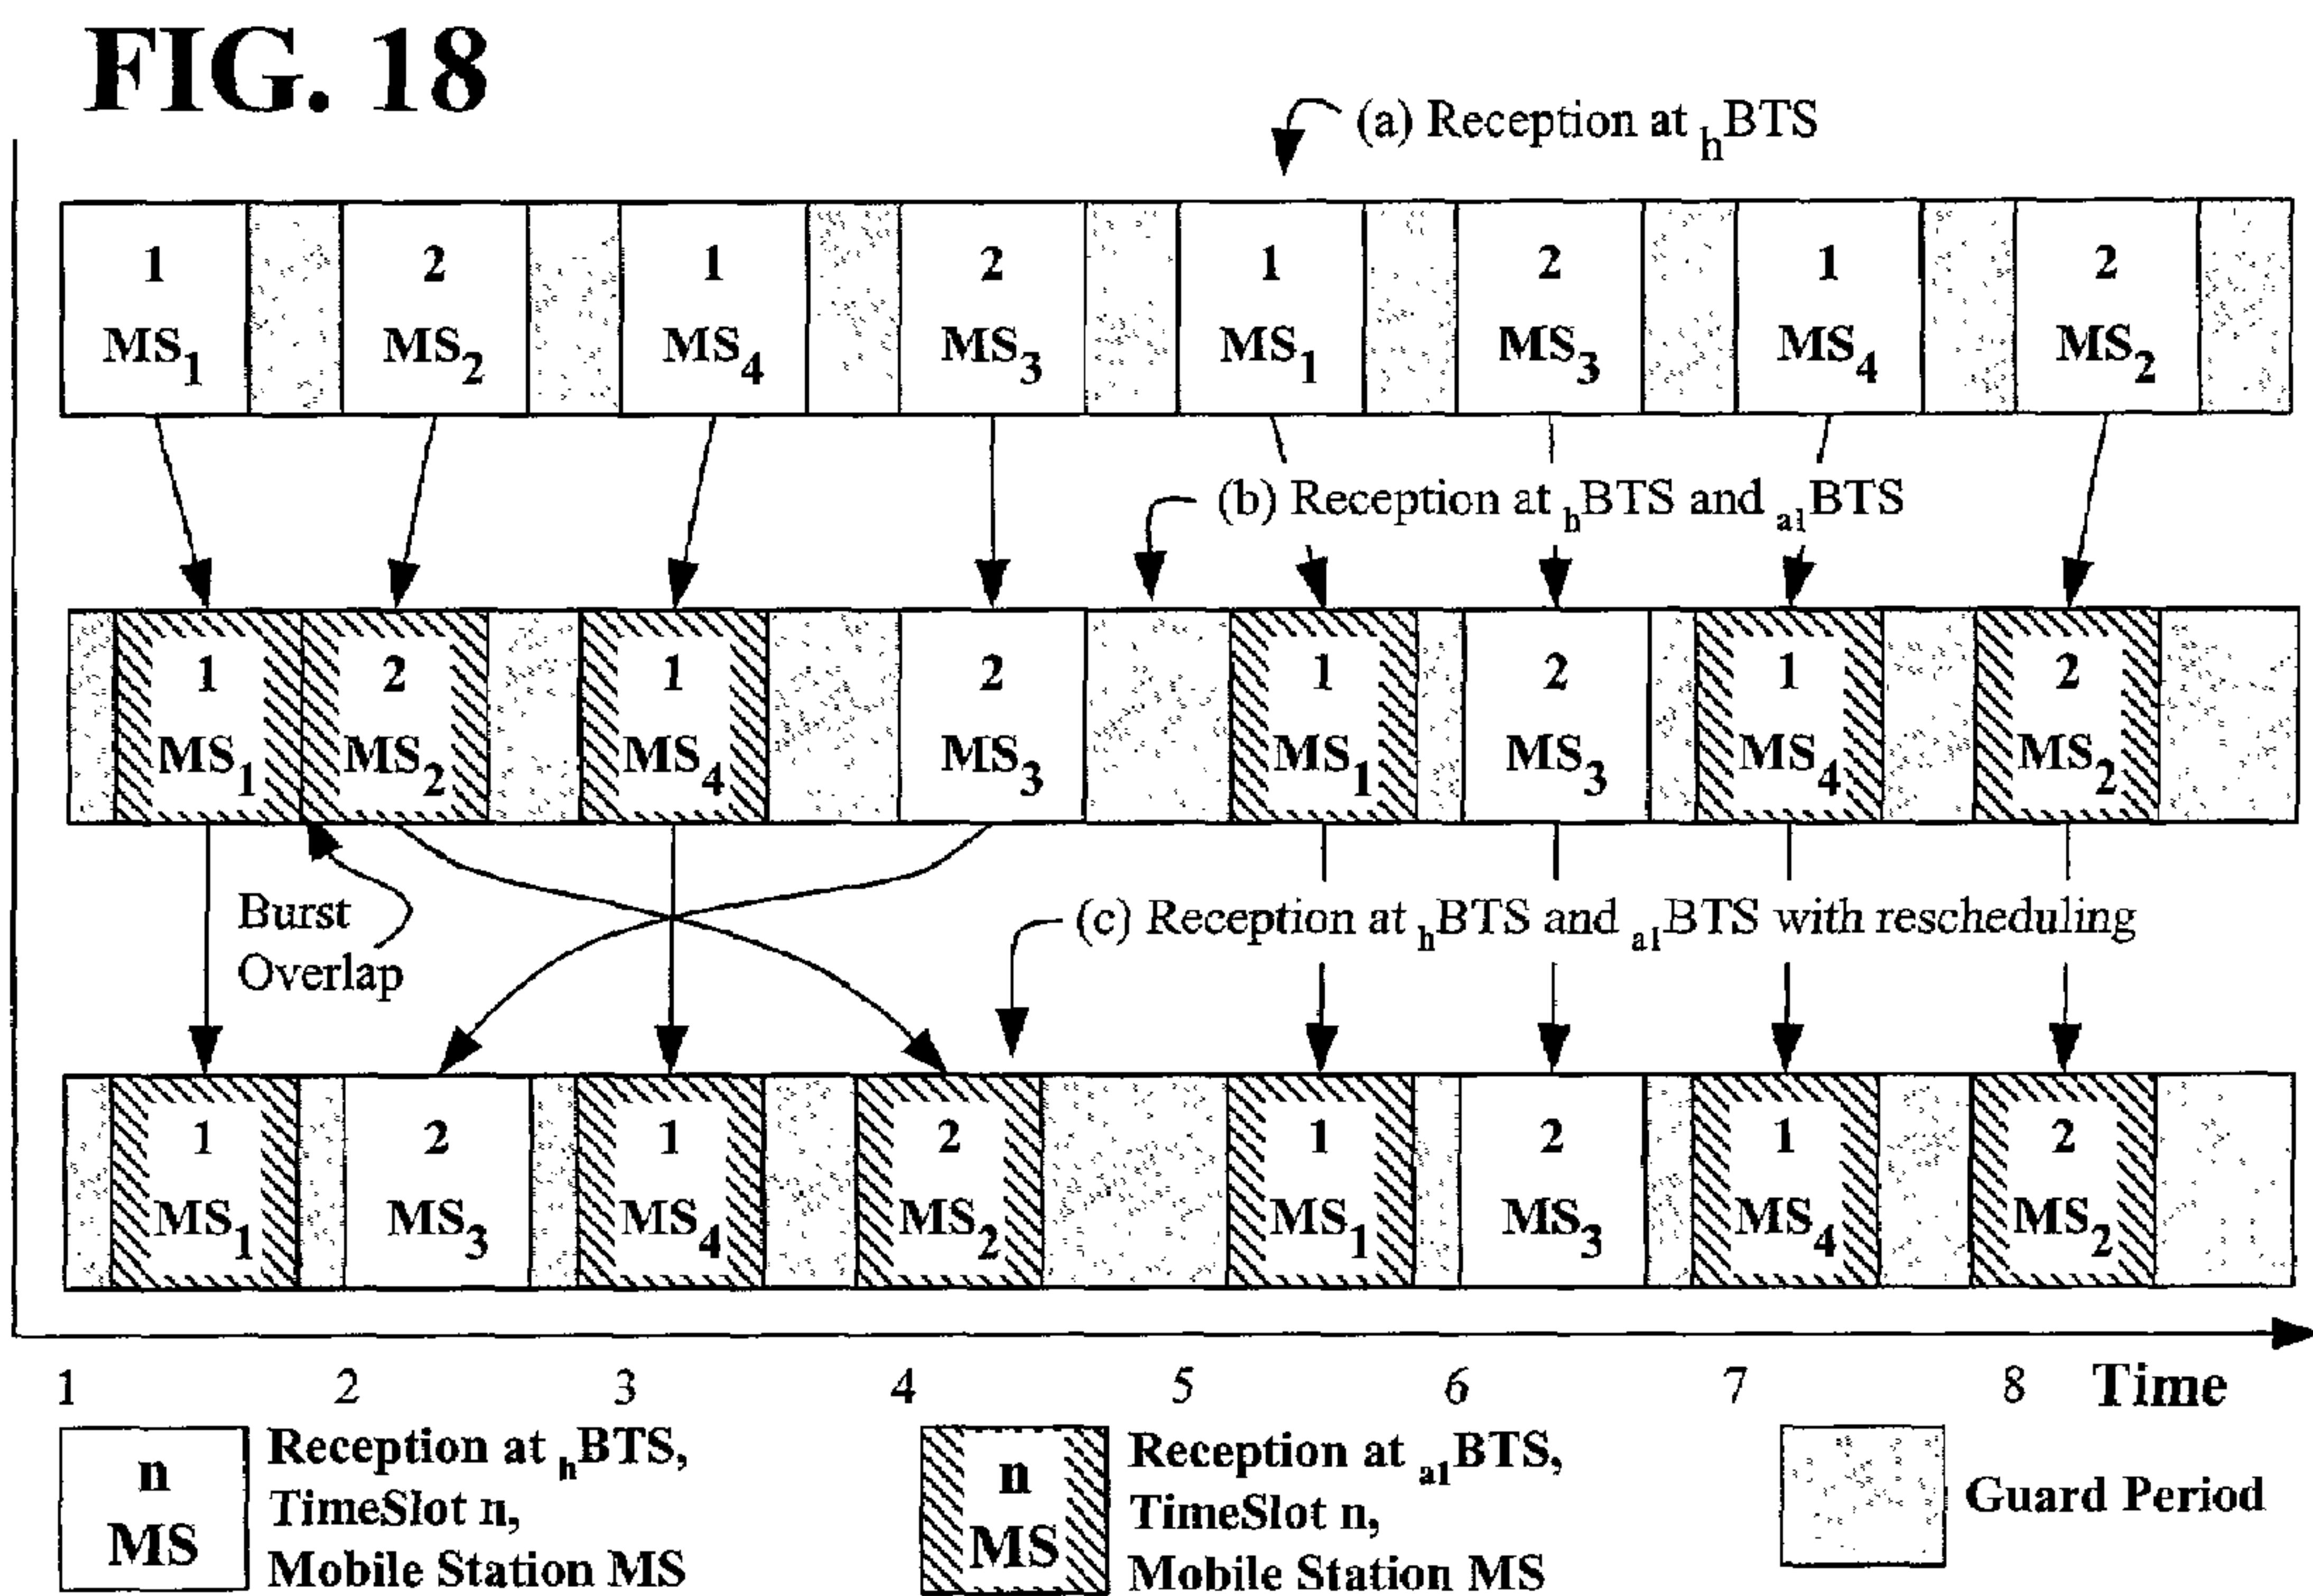 FIG. 18
(a) Reception at hBTS
1 2 1 2 1 2 1 2
MS1 MS2 MS4 MS3 MS1 MS3 MS4 MS2
(b) Reception at hBTS and a1BTS
1 2 1 2 1 2 1 2
MS1 MS2 MS4 MS3 MS1 MS3 MS4 MS2
Burst
Overlap
(c) Reception at hBTS and a1BTS with rescheduling
1 2 1 2 1 2 1 2
MS1 MS3 MS4 MS2 MS1 MS3 MS4 MS2
1 2 3 4 5 6 7 8 Time
n
MS
Reception at hBTS,
TimeSlot n,
Mobile Station MS
n
MS
Reception at a1BTS,
TimeSlot n,
Mobile Station MS
Guard Period